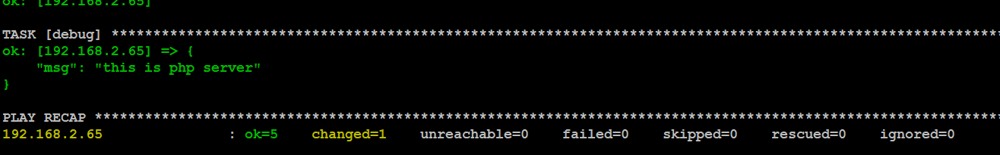 ok: [192.168.2.65]
TASK [debug] ************************************************************************************************************
ok: [192.168.2.65] => {
    "msg": "this is php server"
}
PLAY RECAP **************************************************************************************************************
192.168.2.65               : ok=5    changed=1    unreachable=0    failed=0    skipped=0    rescued=0    ignored=0